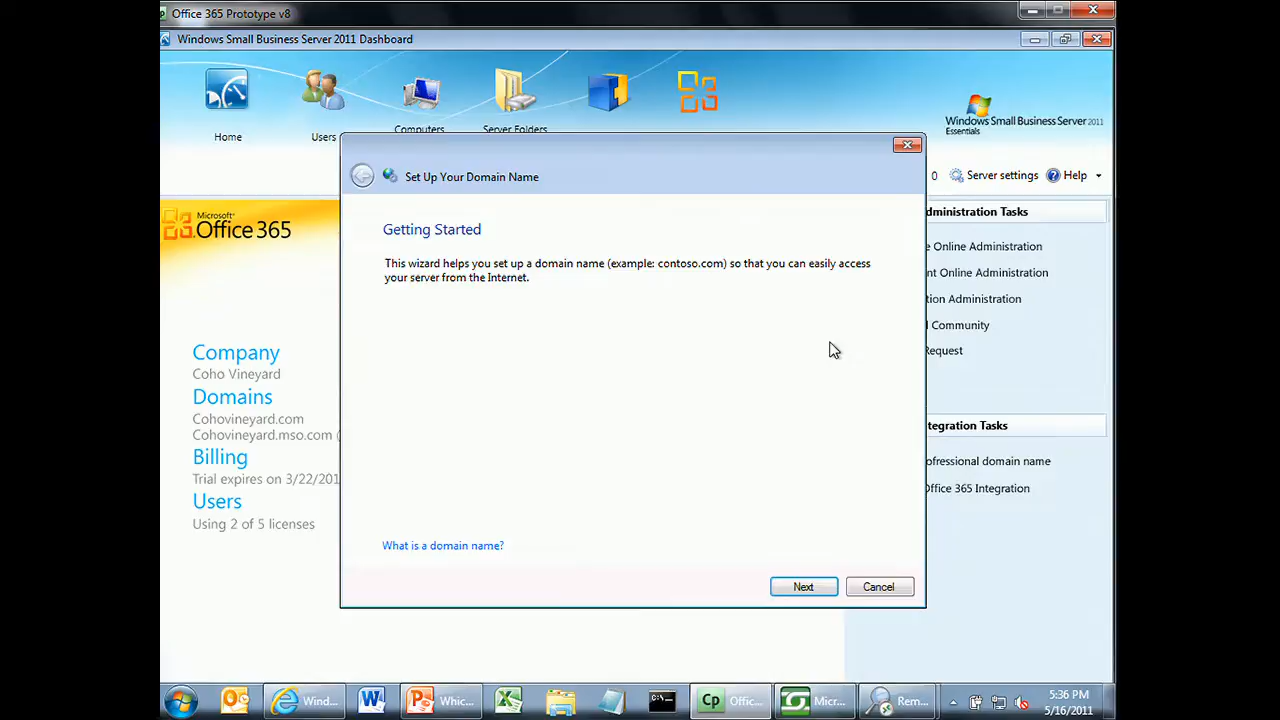 Office 365 Prototype v8
Windows Small Business Server 2011 Dashboard
Home
Users
Computers
Server Folders
Windows Small Business Server 2011
Essentials
Set Up Your Domain Name
0
Server settings
Help
Microsoft
Office 365
Getting Started
This wizard helps you set up a domain name (example: contoso.com) so that you can easily access
your server from the Internet.
What is a domain name?
Next
Cancel
Company
Coho Vineyard
Domains
Cohovineyard.com
Cohovineyard.mso.com (
Billing
Trial expires on 3/22/201
Users
Using 2 of 5 licenses
dministration Tasks
e Online Administration
nt Online Administration
tion Administration
l Community
Request
tegration Tasks
ofessional domain name
Office 365 Integration
Wind...
Whic...
Cp
Offic...
Micr...
Rem...
5:36 PM
5/16/2011